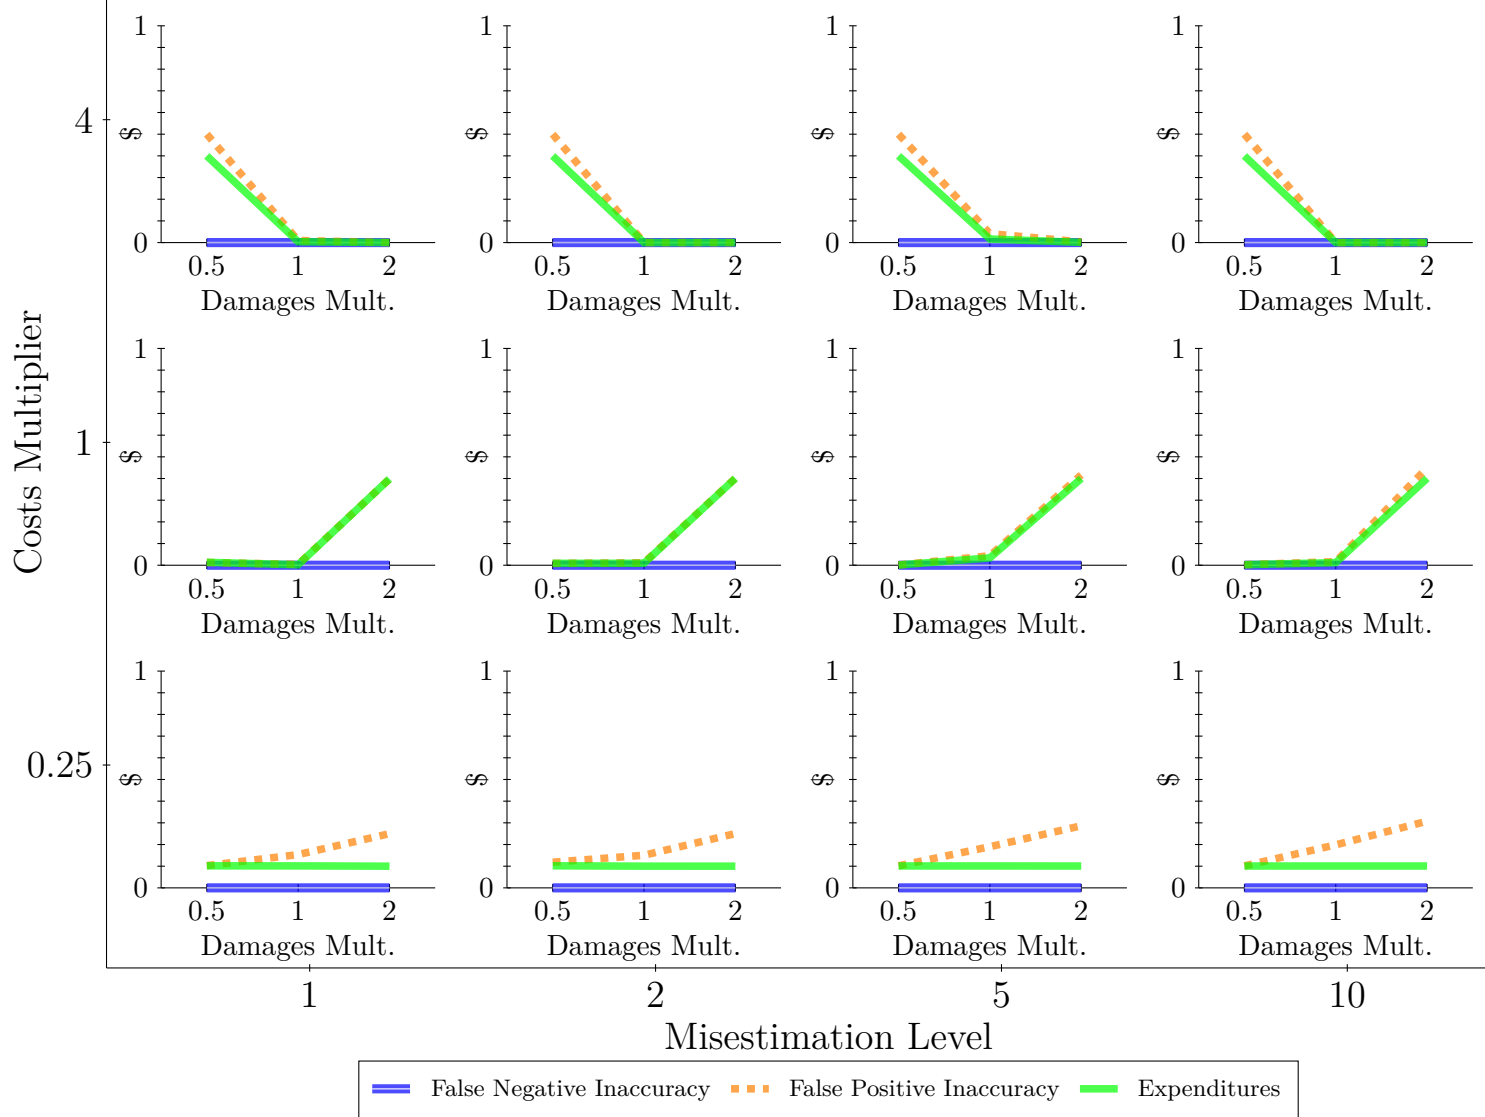 1 1 1 1
4 $ $ $ $
0 0 0 0
0.5 1 2 0.5 1 2 0.5 1 2 0.5 1 2
Damages Mult. Damages Mult. Damages Mult. Damages Mult.
Costs Multiplier
1 1 1 1
1 $ $ $ $
0 0 0 0
0.5 1 2 0.5 1 2 0.5 1 2 0.5 1 2
Damages Mult. Damages Mult. Damages Mult. Damages Mult.
1 1 1 1
0.25 $ $ $ $
0 0 0 0
0.5 1 2 0.5 1 2 0.5 1 2 0.5 1 2
Damages Mult. Damages Mult. Damages Mult. Damages Mult.
1 2 5 10
Misestimation Level
False Negative Inaccuracy False Positive Inaccuracy Expenditures